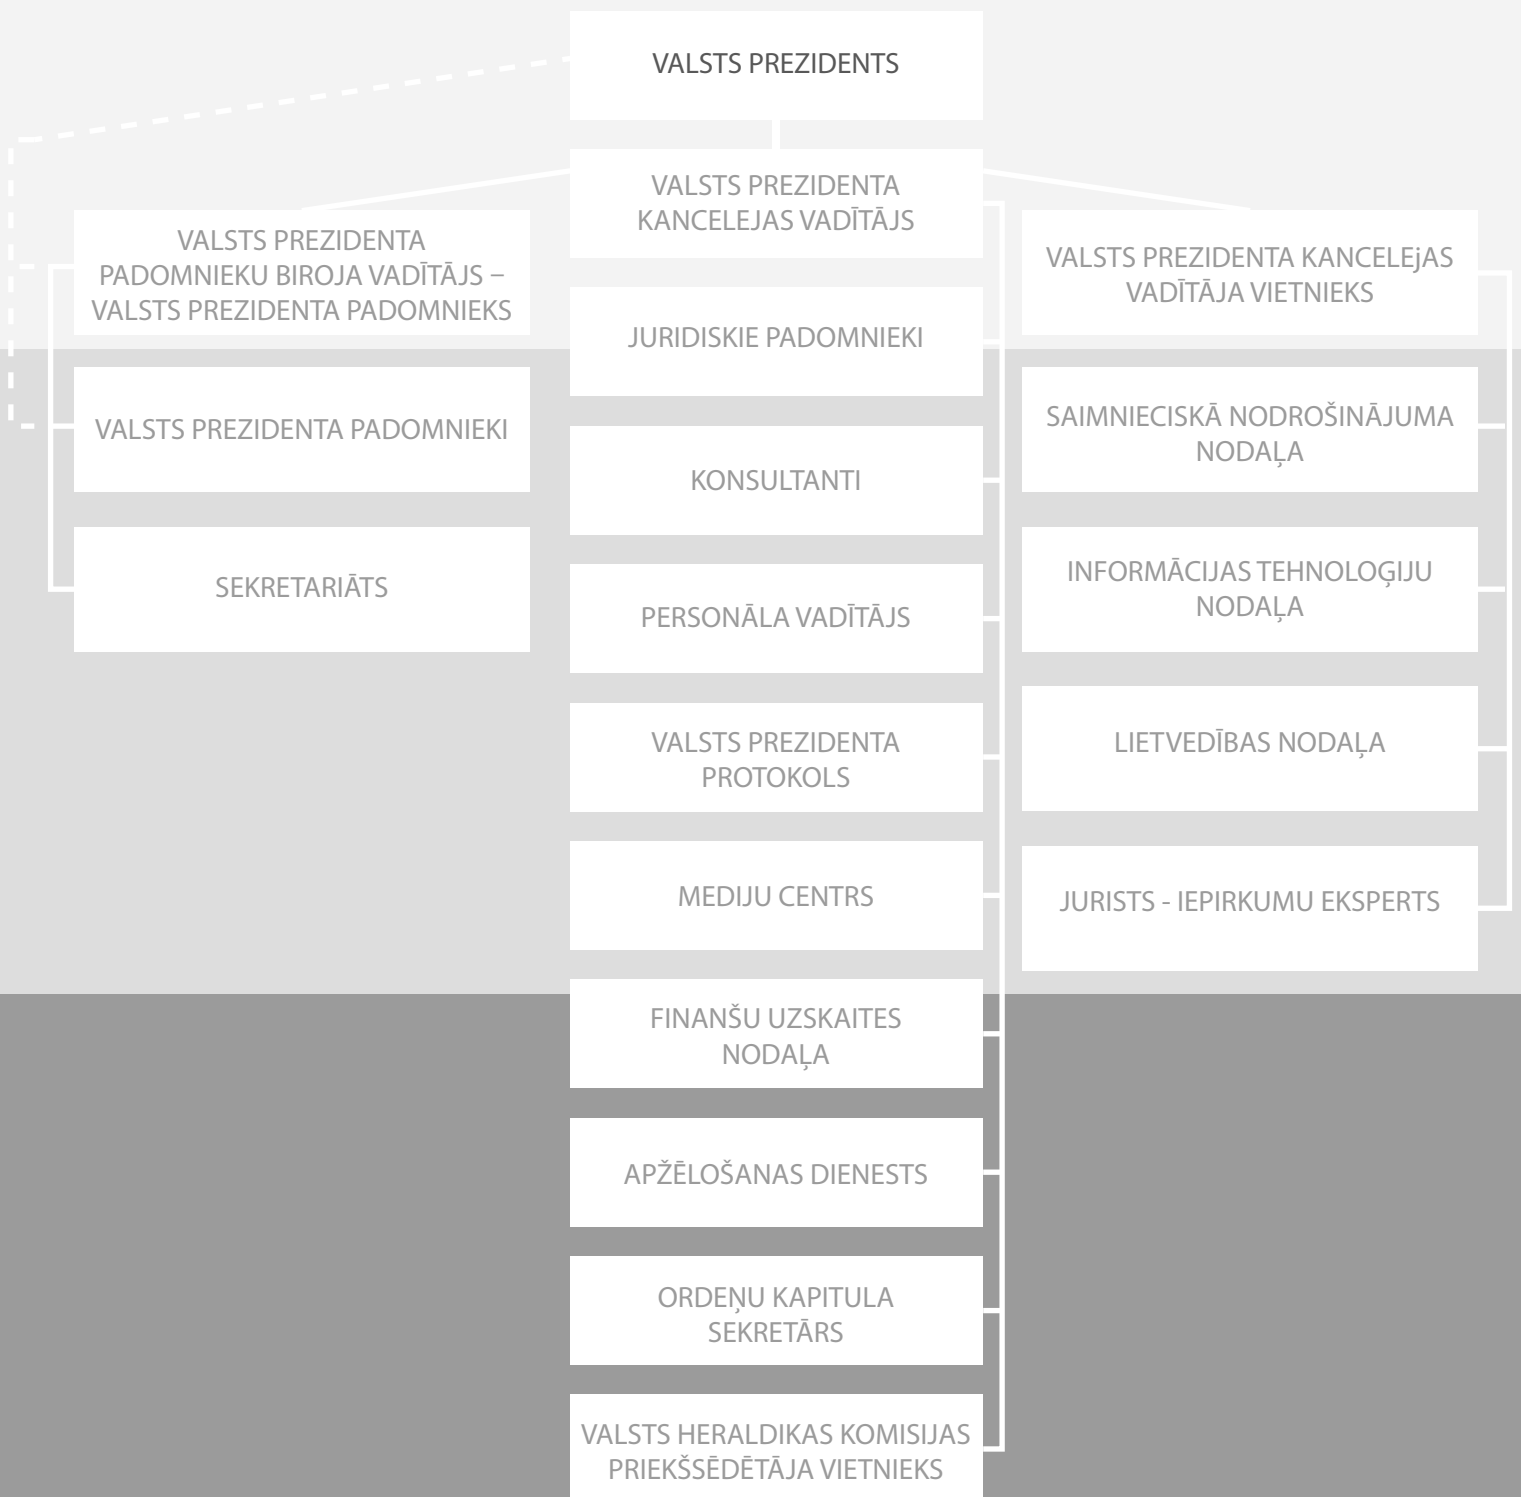 VALSTS PREZIDENTS
VALSTS PREZIDENTA
KANCELEJAS VADĪTĀJS
VALSTS PREZIDENTA
PADOMNIEKU BIROJA VADĪTĀJS –
VALSTS PREZIDENTA PADOMNIEKS
VALSTS PREZIDENTA PADOMNIEKI
SEKRETARIĀTS
JURIDISKIE PADOMNIEKI
KONSULTANTI
PERSONĀLA VADĪTĀJS
VALSTS PREZIDENTA
PROTOKOLS
MEDIJU CENTRS
FINANŠU UZSKAITES
NODAĻA
APŽĒLOŠANAS DIENESTS
ORDEŅU KAPITULA
SEKRETĀRS
VALSTS HERALDIKAS KOMISIJAS
PRIEKŠSĒDĒTĀJA VIETNIEKS
VALSTS PREZIDENTA KANCELEjAS
VADĪTĀJA VIETNIEKS
SAIMNIECISKĀ NODROŠINĀJUMA
NODAĻA
INFORMĀCIJAS TEHNOLOĢIJU
NODAĻA
LIETVEDĪBAS NODAĻA
JURISTS - IEPIRKUMU EKSPERTS